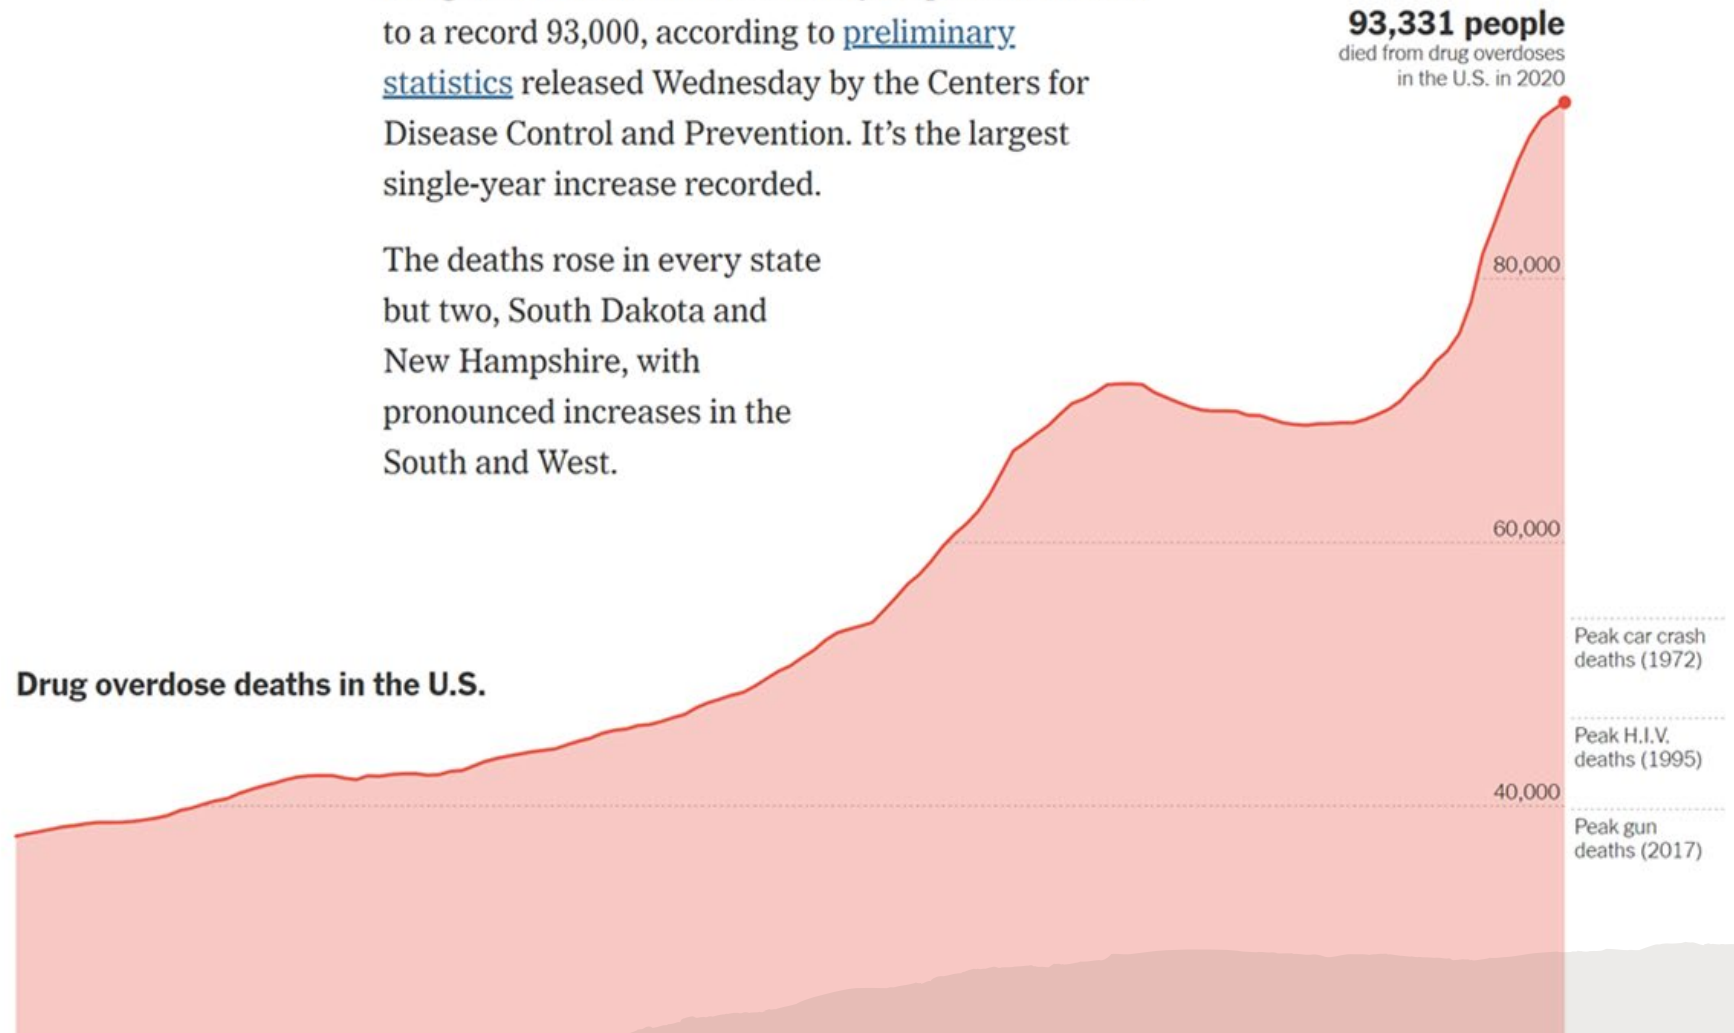 to a record 93,000, according to preliminary
statistics released Wednesday by the Centers for
Disease Control and Prevention. It’s the largest
single-year increase recorded.
The deaths rose in every state
but two, South Dakota and
New Hampshire, with
pronounced increases in the
South and West.
93,331 people
died from drug overdoses
in the U.S. in 2020
80,000
60,000
Peak car crash
deaths (1972)
Drug overdose deaths in the U.S.
Peak H.I.V.
deaths (1995)
40,000
Peak gun
deaths (2017)